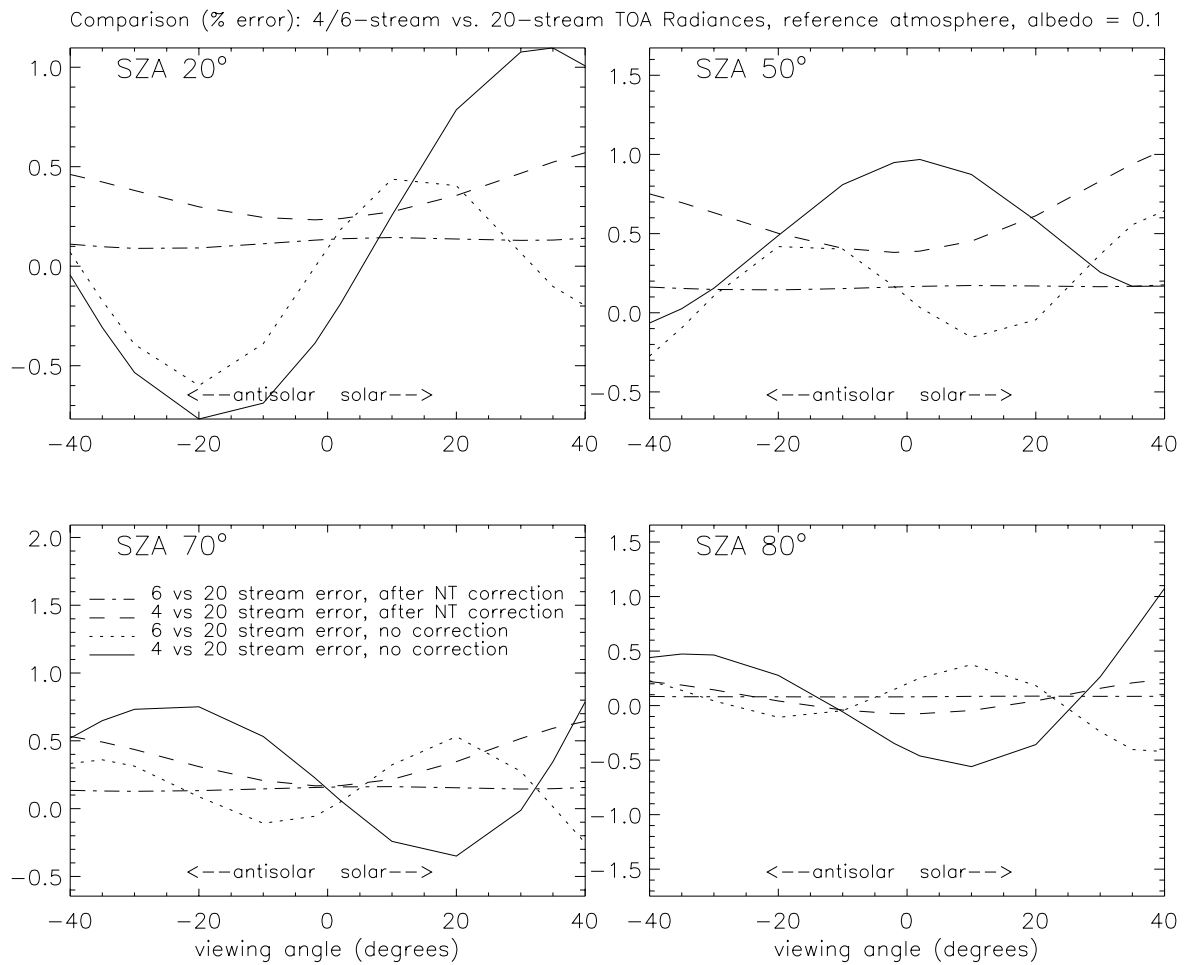 Comparison (% error): 4/6-stream vs. 20-stream TOA Radiances, reference atmosphere, albedo = 0.1
SZA 20°
1.0
0.5
0.0
-0.5
<--antisolar solar-->
-40 -20 0 20 40
SZA 50°
1.5
1.0
0.5
0.0
-0.5
<--antisolar solar-->
-40 -20 0 20 40
SZA 70°
2.0
1.5
1.0
0.5
0.0
-0.5
6 vs 20 stream error, after NT correction
4 vs 20 stream error, after NT correction
6 vs 20 stream error, no correction
4 vs 20 stream error, no correction
<--antisolar solar-->
-40 -20 0 20 40
viewing angle (degrees)
SZA 80°
1.5
1.0
0.5
0.0
-0.5
-1.0
-1.5
<--antisolar solar-->
-40 -20 0 20 40
viewing angle (degrees)